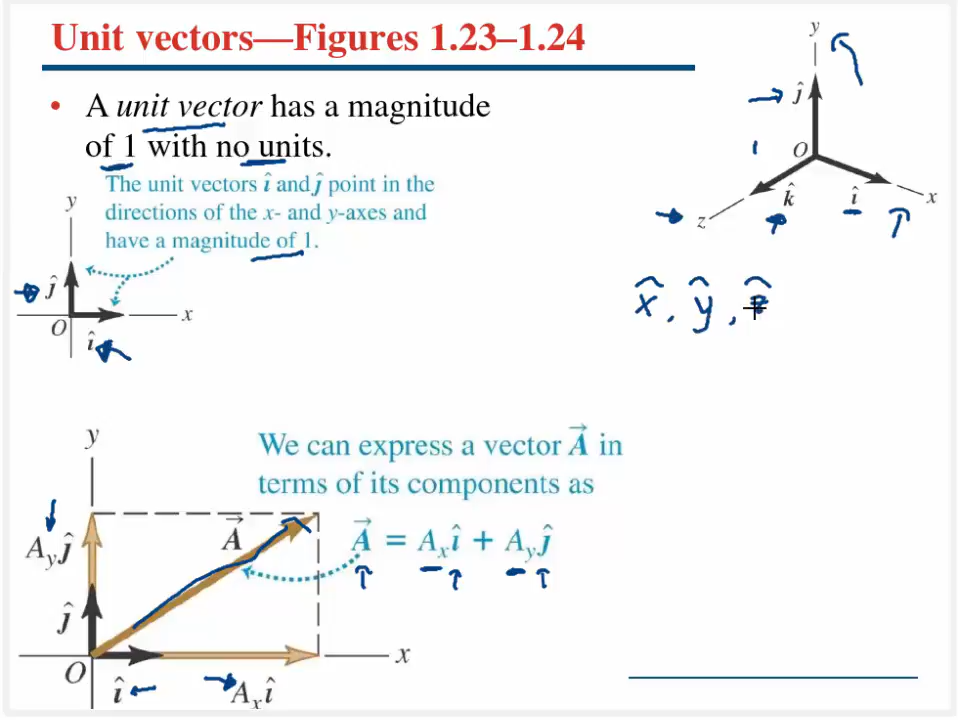 Unit vectors—Figures 1.23–1.24
• A unit vector has a magnitude
of 1 with no units.
The unit vectors î and ĵ point in the
directions of the x- and y-axes and
have a magnitude of 1.
y
ĵ
O
x
î
y
ĵ
O
k̂
î
x
z
x̂, ŷ, ẑ
We can express a vector A⃗ in
terms of its components as
A⃗ = Aₓî + A_yĵ
y
A_yĵ
A⃗
ĵ
O
x
î
Aₓî